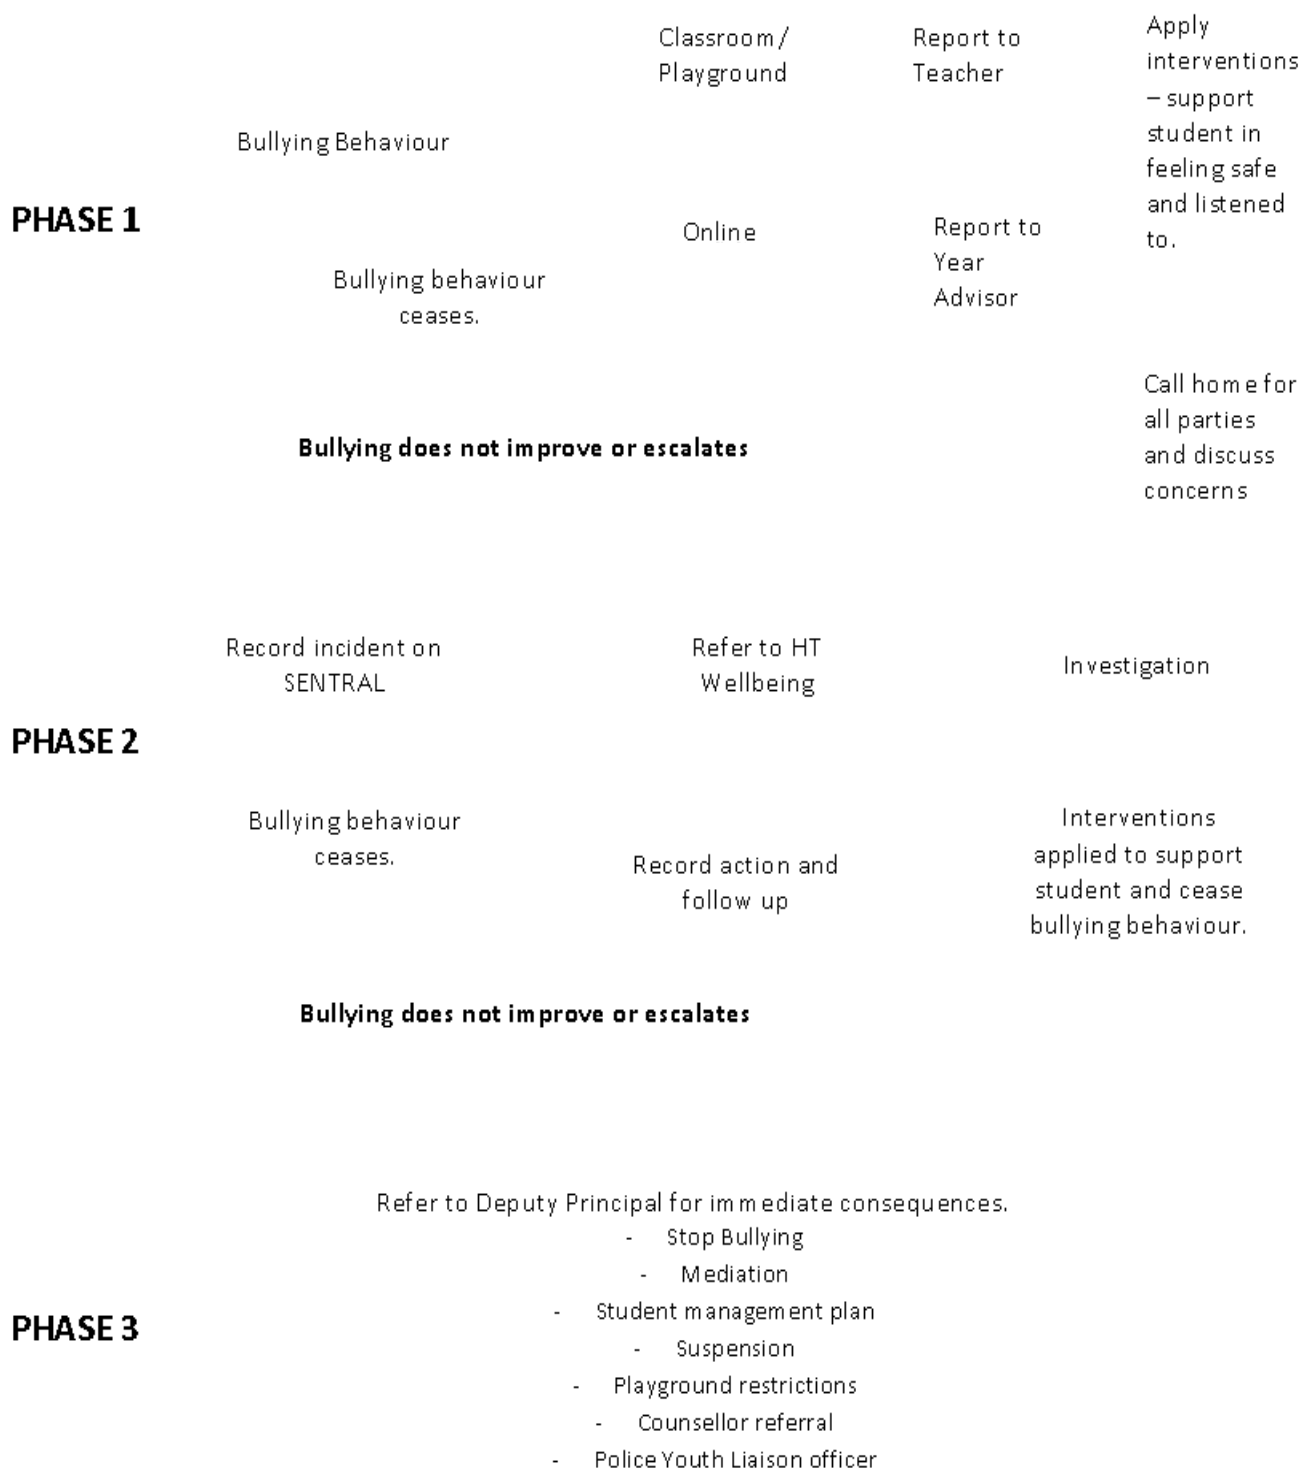 PHASE 1
Bullying Behaviour
Classroom/
Playground
Report to
Teacher
Apply
interventions
– support
student in
feeling safe
and listened
to.
Online
Report to
Year
Advisor
Bullying behaviour
ceases.
Call home for
all parties
and discuss
concerns
Bullying does not improve or escalates
PHASE 2
Record incident on
SENTRAL
Refer to HT
Wellbeing
Investigation
Interventions
applied to support
student and cease
bullying behaviour.
Record action and
follow up
Bullying behaviour
ceases.
Bullying does not improve or escalates
PHASE 3
Refer to Deputy Principal for immediate consequences.
- Stop Bullying
- Mediation
- Student management plan
- Suspension
- Playground restrictions
- Counsellor referral
- Police Youth Liaison officer